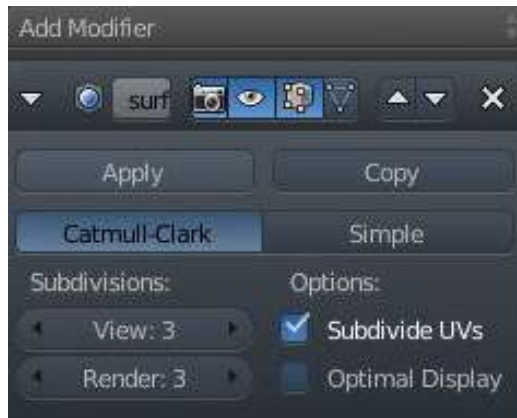 Add Modifier
surf
Apply Copy
Catmull-Clark Simple
Subdivisions: Options:
View: 3 Subdivide UVs
Render: 3 Optimal Display